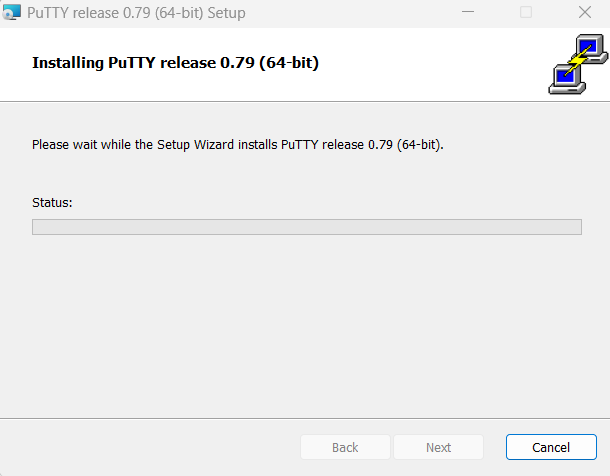 PuTTY release 0.79 (64-bit) Setup
Installing PuTTY release 0.79 (64-bit)
Please wait while the Setup Wizard installs PuTTY release 0.79 (64-bit).
Status:
Back
Next
Cancel